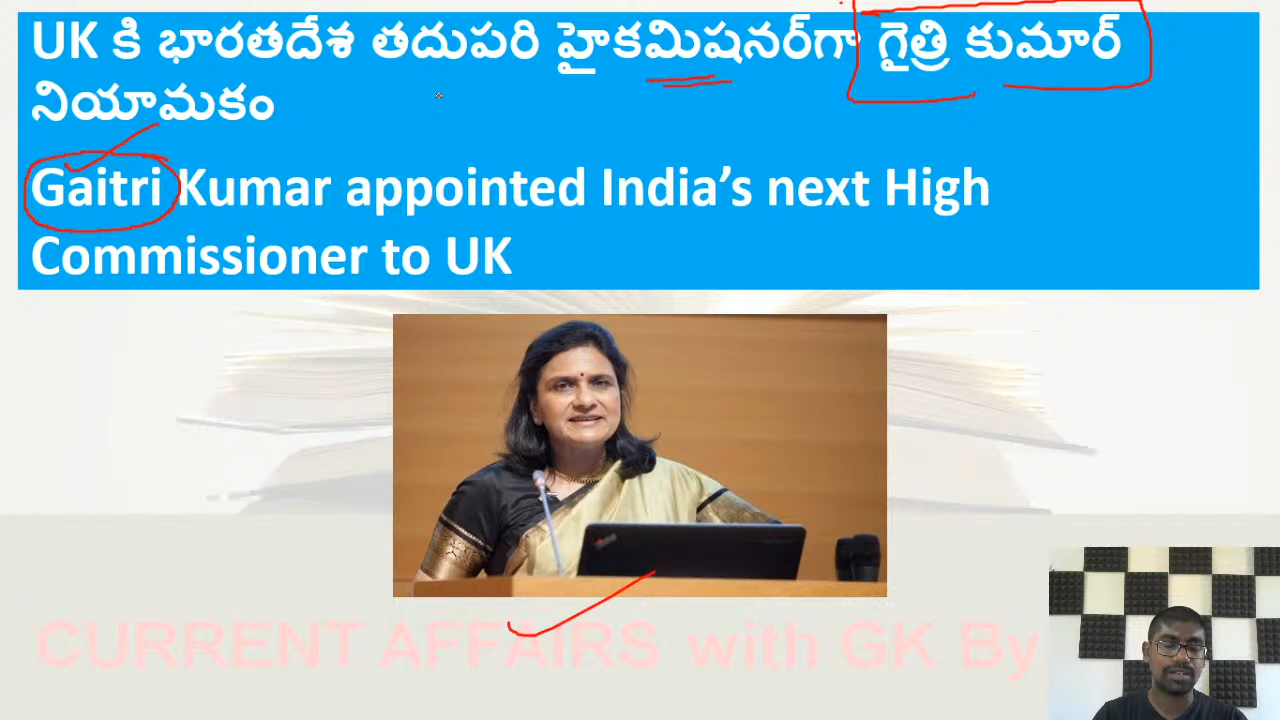 UK కి భారతదేశ తదుపరి హైకమిషనర్‌గా గైత్రి కుమార్
నియామకం
Gaitri Kumar appointed India’s next High
Commissioner to UK
CURRENT AFFAIRS with GK By